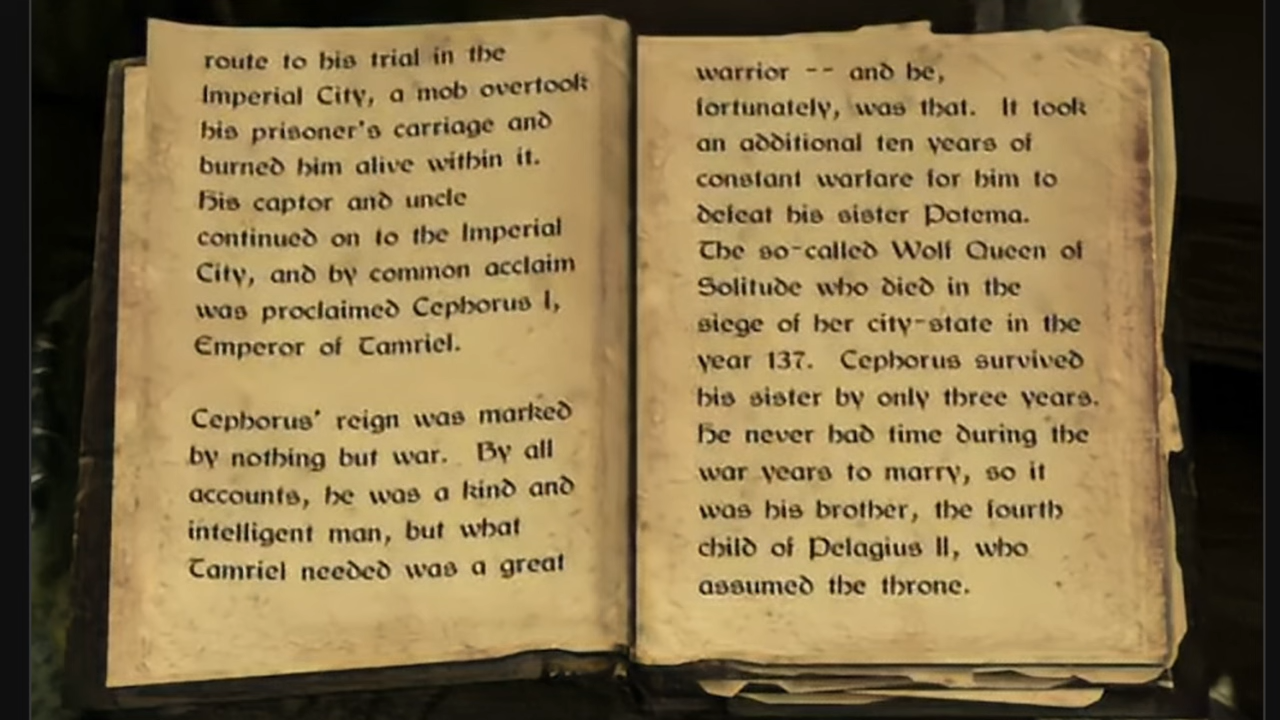 route to his trial in the
Imperial City, a mob overtook
his prisoner's carriage and
burned him alive within it.
His captor and uncle
continued on to the Imperial
City, and by common acclaim
was proclaimed Cephorus I,
Emperor of Tamriel.
Cephorus' reign was marked
by nothing but war.  By all
accounts, he was a kind and
intelligent man, but what
Tamriel needed was a great
warrior -- and he,
fortunately, was that.  It took
an additional ten years of
constant warfare for him to
defeat his sister Potema.
The so-called Wolf Queen of
Solitude who died in the
siege of her city-state in the
year 137.  Cephorus survived
his sister by only three years.
He never had time during the
war years to marry, so it
was his brother, the fourth
child of Pelagius II, who
assumed the throne.